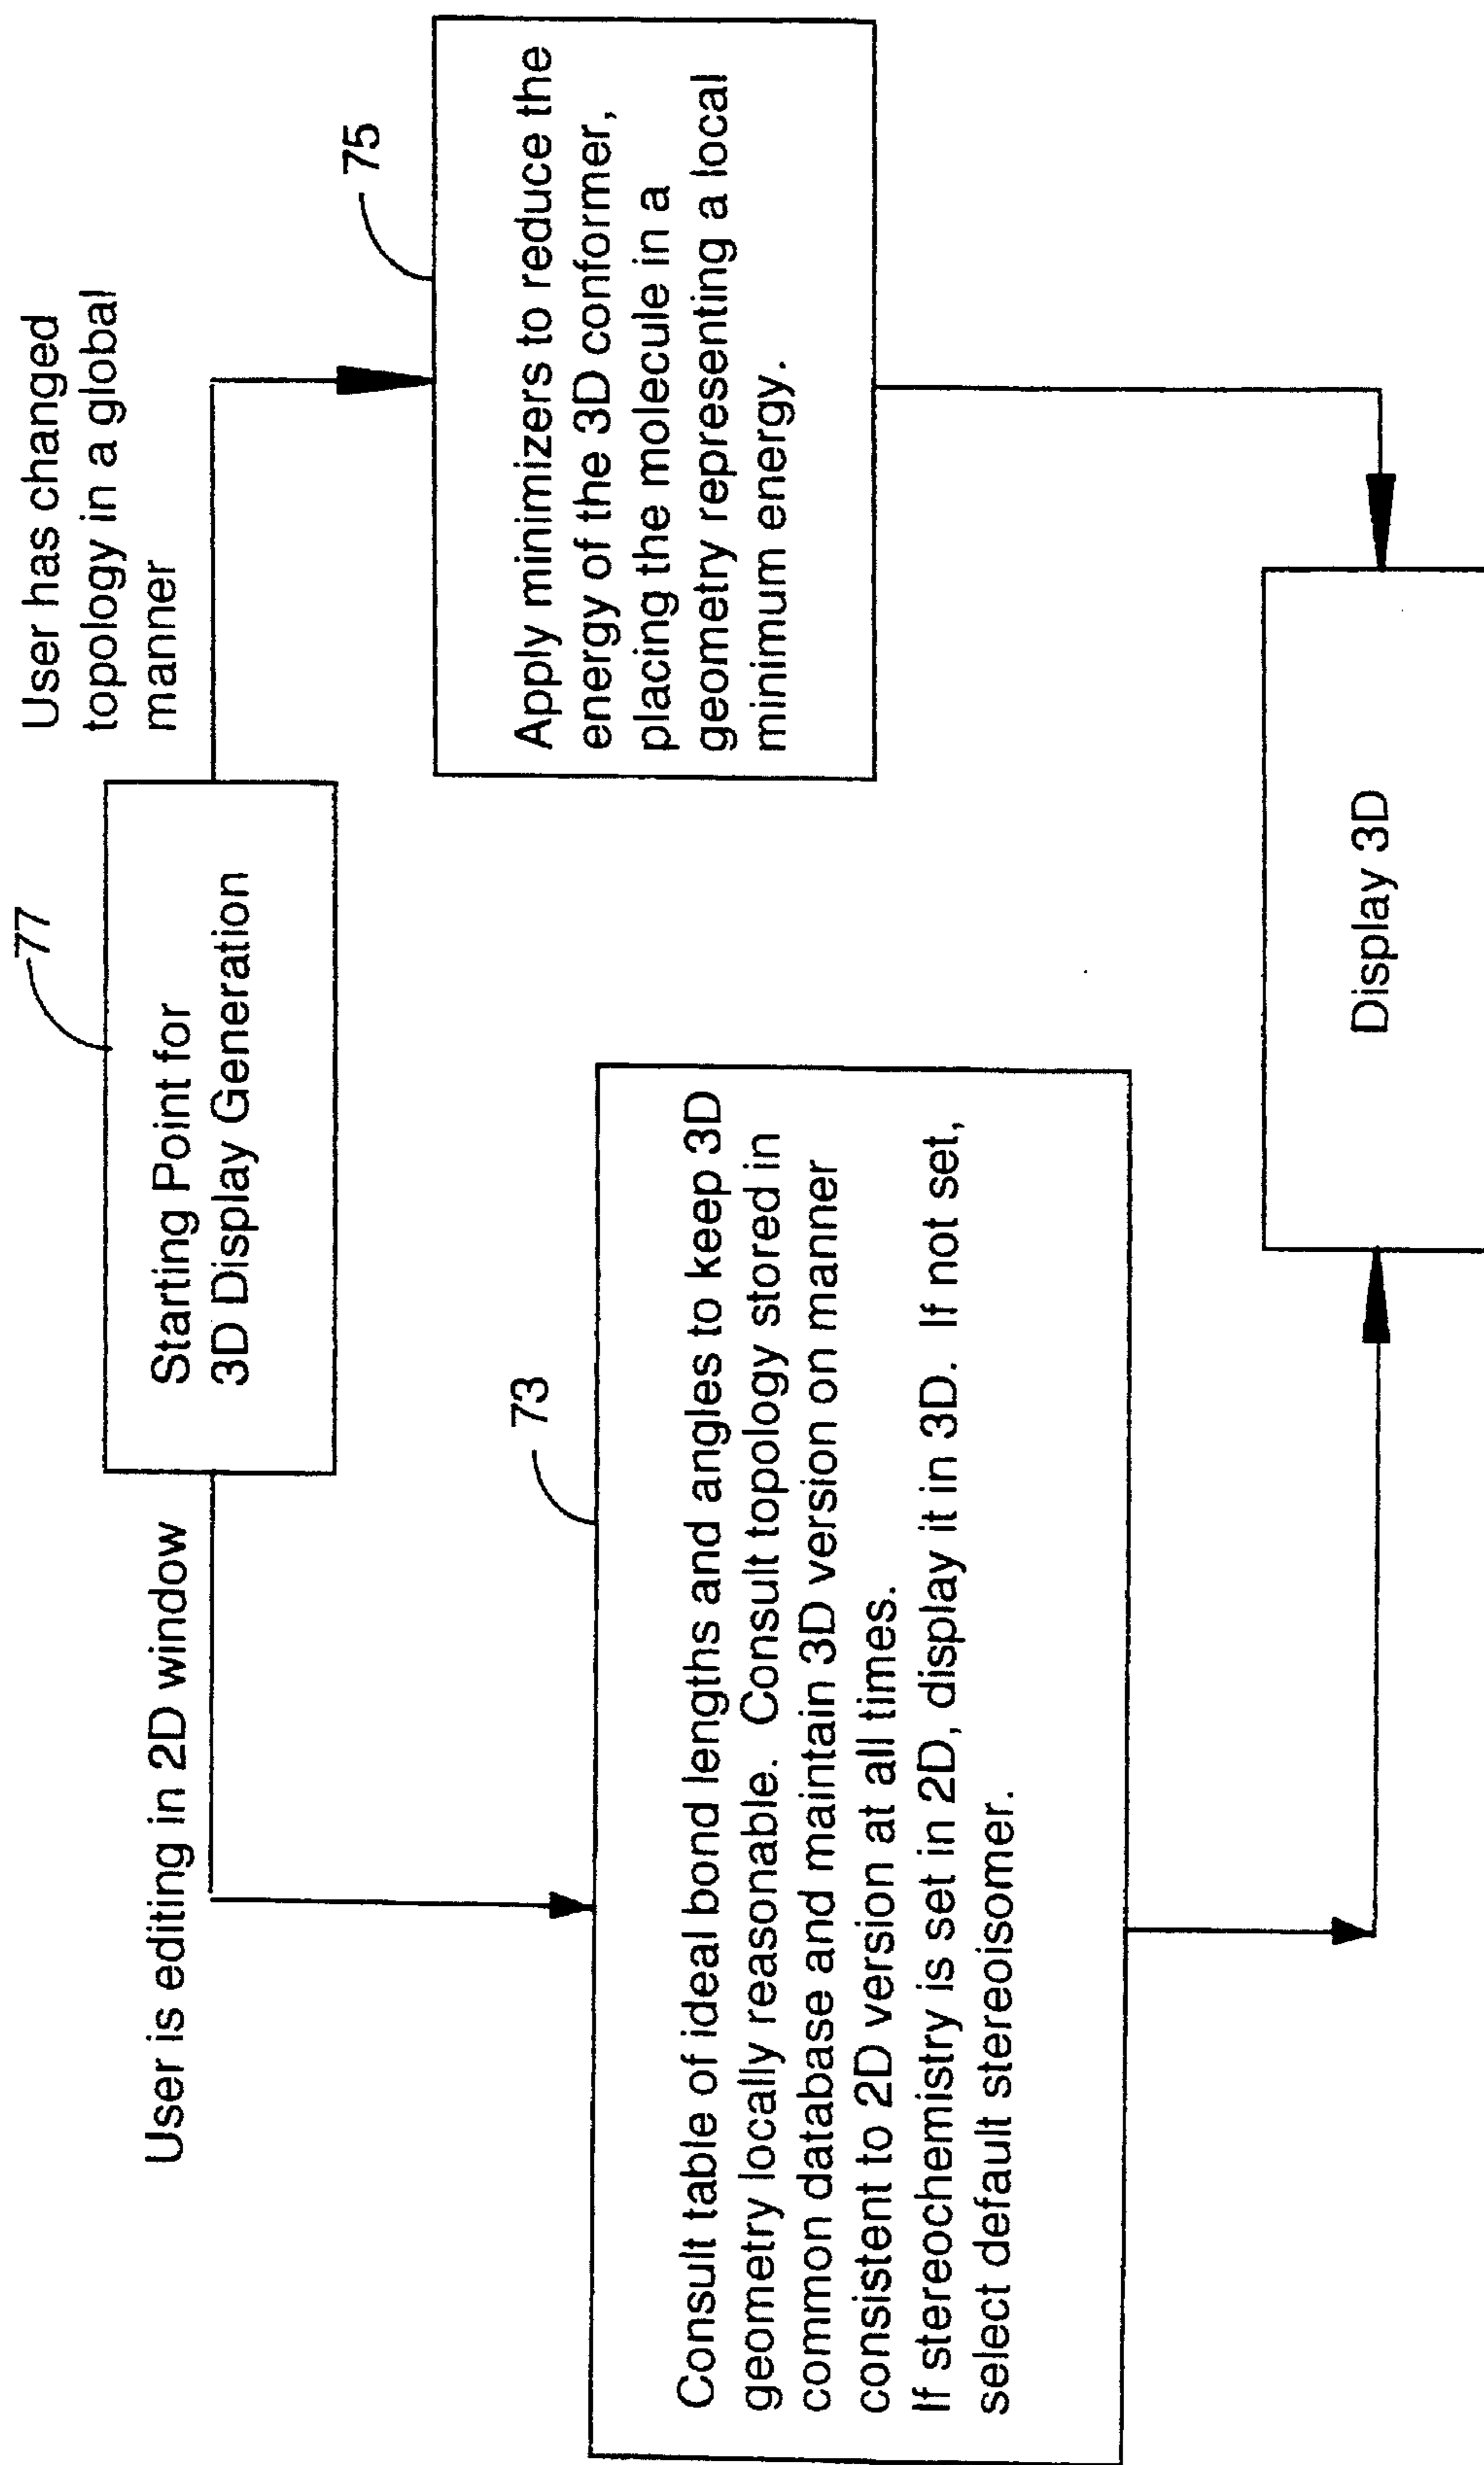 77
Starting Point for
3D Display Generation
User is editing in 2D window
User has changed
topology in a global
manner
73
Consult table of ideal bond lengths and angles to keep 3D
geometry locally reasonable. Consult topology stored in
common database and maintain 3D version on manner
consistent to 2D version at all times.
If stereochemistry is set in 2D, display it in 3D. If not set,
select default stereoisomer.
75
Apply minimizers to reduce the
energy of the 3D conformer,
placing the molecule in a
geometry representing a local
minimum energy.
Display 3D